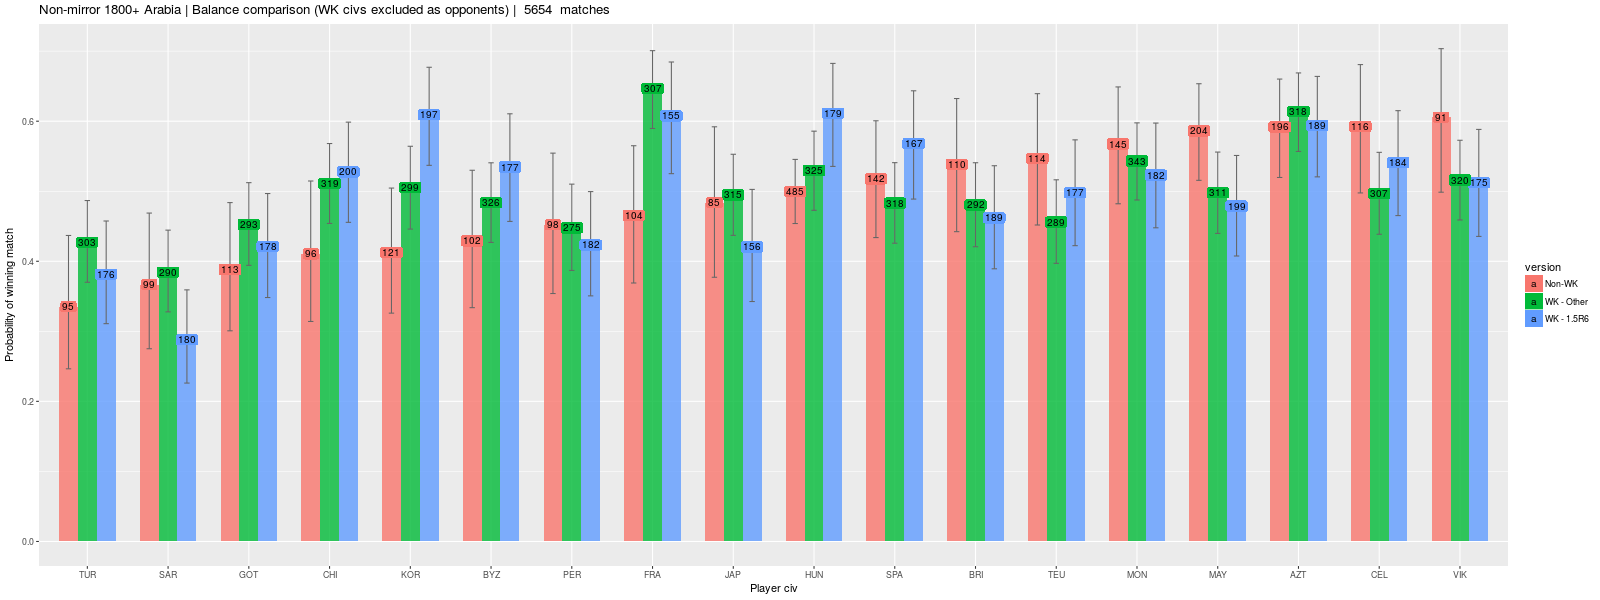 Non-mirror 1800+ Arabia | Balance comparison (WK civs excluded as opponents) | 5654 matches
Probability of winning match
0.6
0.4
0.2
0.0
95 303 176
99 290 180
113 293 178
96 319 200
121 299 197
102 326 177
98 275 182
104 307 155
85 315 156
485 325 179
142 318 167
110 292 189
114 289 177
145 343 182
204 311 199
196 318 189
116 307 184
91 320 175
TUR SAR GOT CHI KOR BYZ PER FRA JAP HUN SPA BRI TEU MON MAY AZT CEL VIK
Player civ
version
a Non-WK
a WK - Other
a WK - 1.5R6